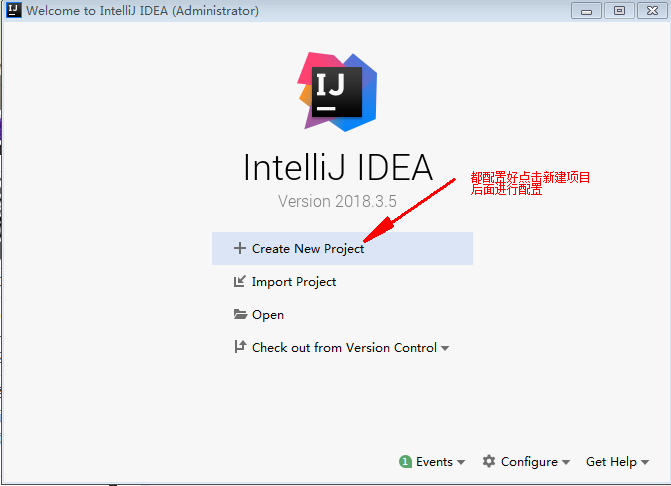 Welcome to IntelliJ IDEA (Administrator)
IJ
IntelliJ IDEA
Version 2018.3.5
都配置好点击新建项目
后面进行配置
Create New Project
Import Project
Open
Check out from Version Control
1 Events
Configure
Get Help